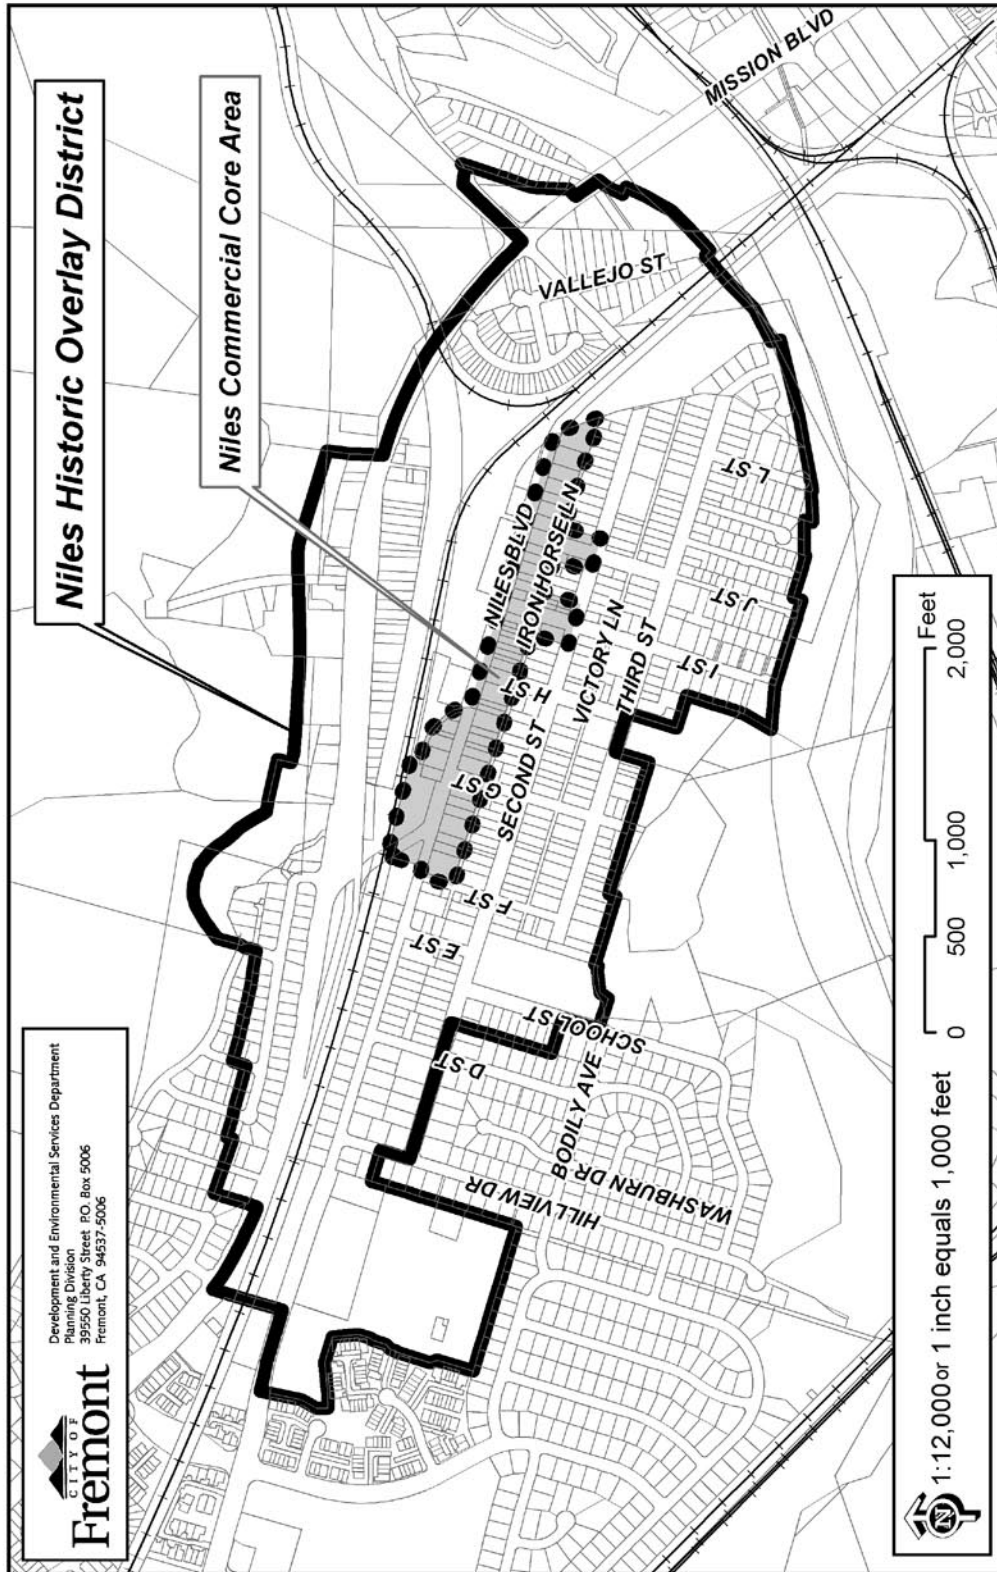 CITY OF
Fremont
Development and Environmental Services Department
Planning Division
39550 Liberty Street P.O. Box 5006
Fremont, CA 94537-5006
Niles Historic Overlay District
Niles Commercial Core Area
MISSION BLVD
VALLEJO ST
NILES BLVD
IRON HORSE LN
H ST
G ST
SECOND ST
VICTORY LN
THIRD ST
F ST
E ST
D ST
SCHOOL ST
I ST
J ST
L ST
BODILY AVE
HILLVIEW DR
WASHBURN DR
N
1:12,000 or 1 inch equals 1,000 feet
0 500 1,000 2,000
Feet